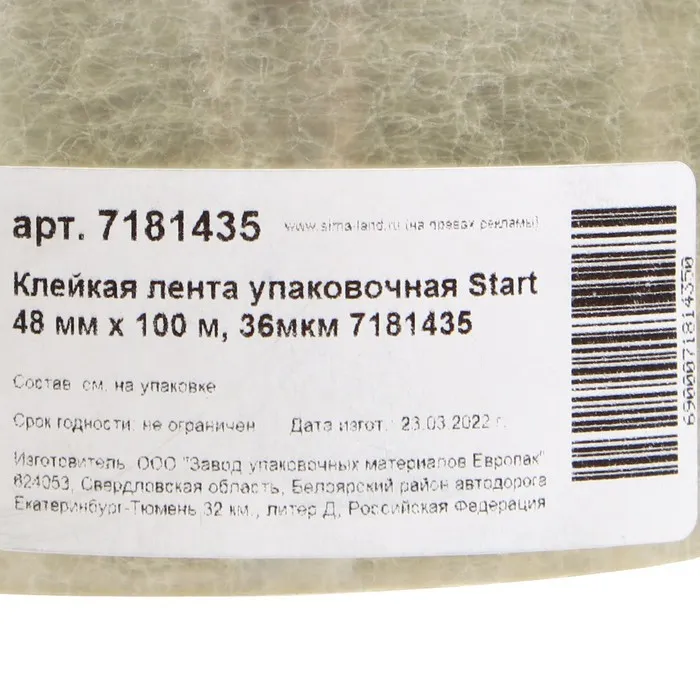 арт. 7181435 www.sima-land.ru (на правах рекламы)
Клейкая лента упаковочная Start
48 мм х 100 м, 36мкм 7181435
Состав: см. на упаковке
Срок годности: не ограничен Дата изгот.: 23.03.2022 г.
Изготовитель: ООО "Завод упаковочных материалов Европак"
624053, Свердловская область, Белоярский район автодорога
Екатеринбург-Тюмень 32 км., литер Д, Российская Федерация
6900071814350